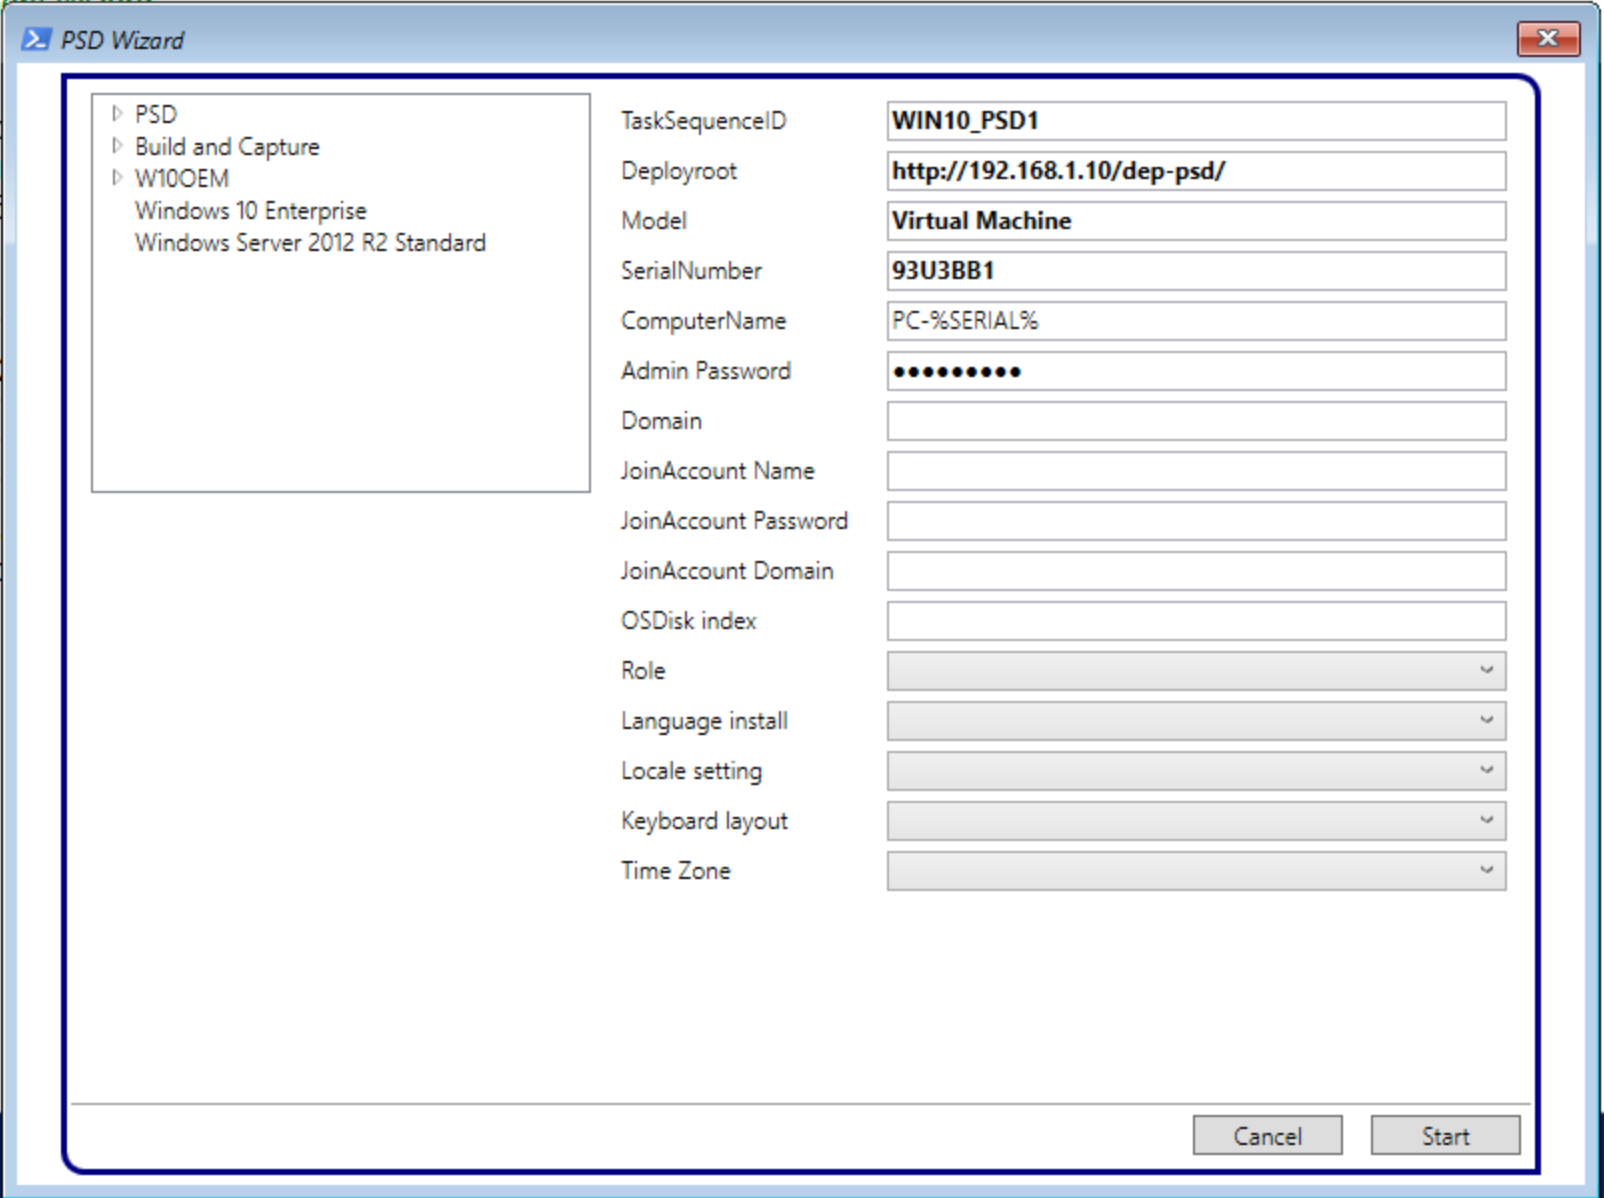 PSD Wizard
PSD
Build and Capture
W10OEM
Windows 10 Enterprise
Windows Server 2012 R2 Standard
TaskSequenceID WIN10_PSD1
Deployroot http://192.168.1.10/dep-psd/
Model Virtual Machine
SerialNumber 93U3BB1
ComputerName PC-%SERIAL%
Admin Password ●●●●●●●●●
Domain
JoinAccount Name
JoinAccount Password
JoinAccount Domain
OSDisk index
Role
Language install
Locale setting
Keyboard layout
Time Zone
Cancel Start